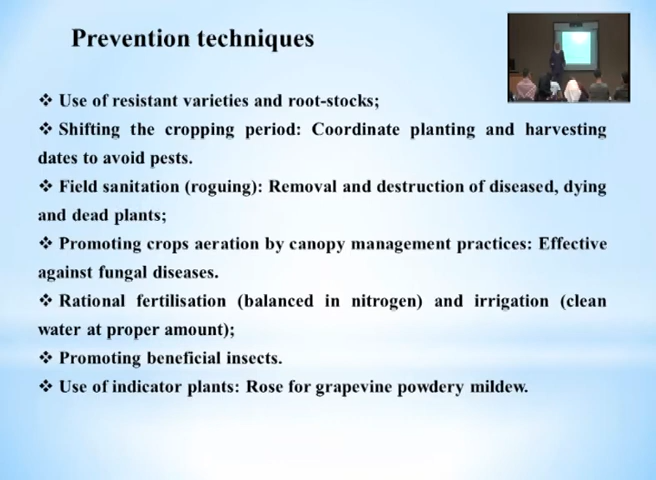 Prevention techniques
❖ Use of resistant varieties and root-stocks;
❖ Shifting the cropping period: Coordinate planting and harvesting
dates to avoid pests.
❖ Field sanitation (roguing): Removal and destruction of diseased, dying
and dead plants;
❖ Promoting crops aeration by canopy management practices: Effective
against fungal diseases.
❖ Rational fertilisation (balanced in nitrogen) and irrigation (clean
water at proper amount);
❖ Promoting beneficial insects.
❖ Use of indicator plants: Rose for grapevine powdery mildew.